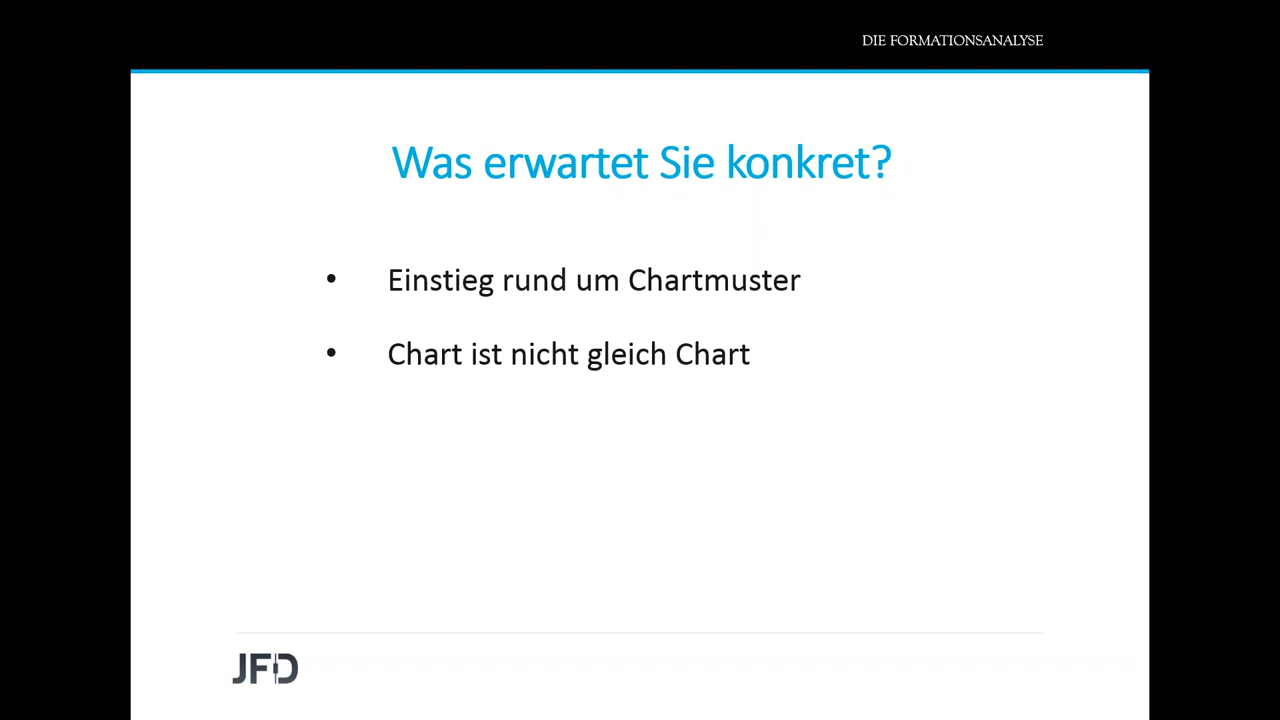 DIE FORMATIONSANALYSE
Was erwartet Sie konkret?
• Einstieg rund um Chartmuster
• Chart ist nicht gleich Chart
JFD